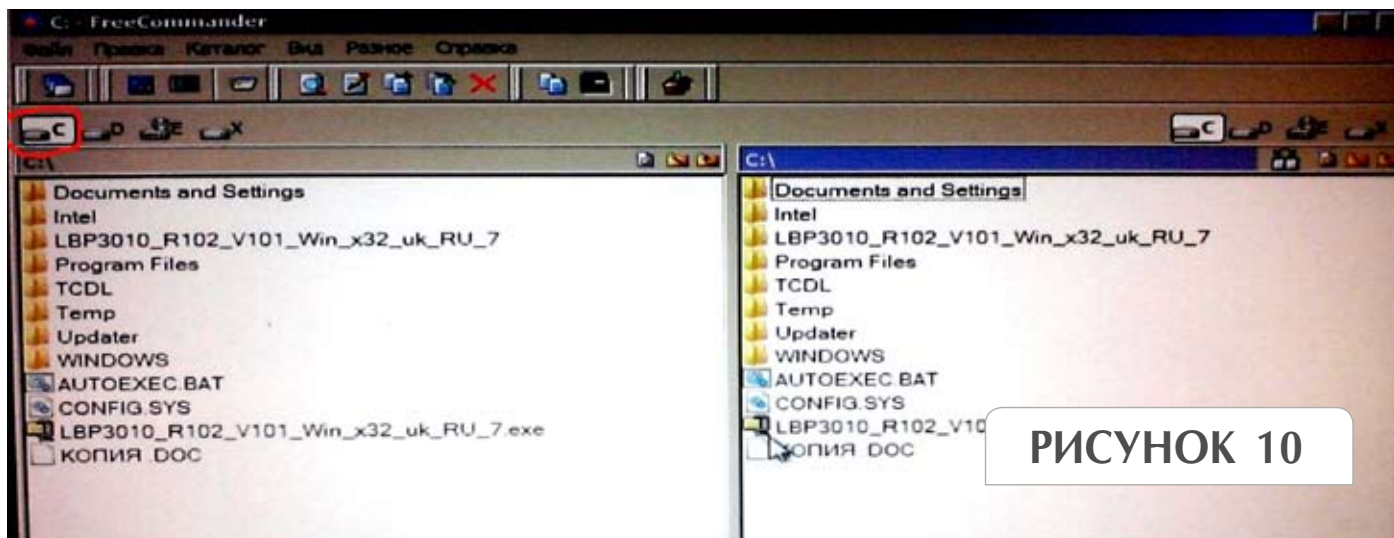 C: - FreeCommander
Файл Правка Каталог Вид Разное Справка
C D E X
C D E X
C:\
C:\
Documents and Settings
Intel
LBP3010_R102_V101_Win_x32_uk_RU_7
Program Files
TCDL
Temp
Updater
WINDOWS
AUTOEXEC.BAT
CONFIG.SYS
LBP3010_R102_V101_Win_x32_uk_RU_7.exe
КОПИЯ .DOC
Documents and Settings
Intel
LBP3010_R102_V101_Win_x32_uk_RU_7
Program Files
TCDL
Temp
Updater
WINDOWS
AUTOEXEC.BAT
CONFIG.SYS
LBP3010_R102_V10
КОПИЯ .DOC
РИСУНОК 10